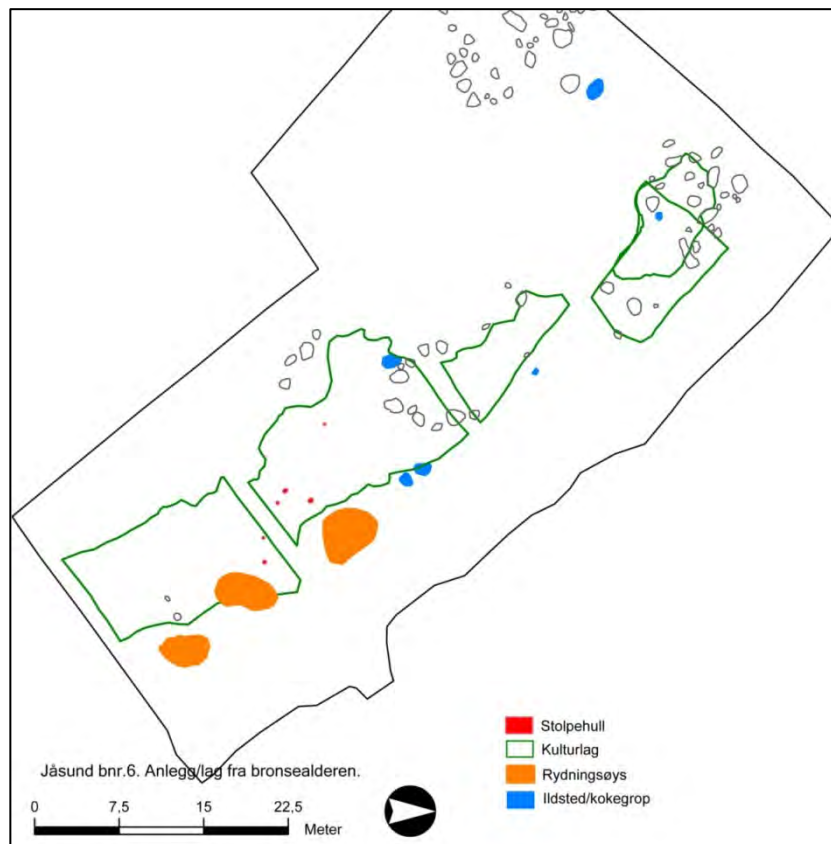 Stolpehull
Kulturlag
Rydningsøys
Ildsted/kokegrop
Jåsund bnr.6. Anlegg/lag fra bronsealderen.
0 7,5 15 22,5
Meter